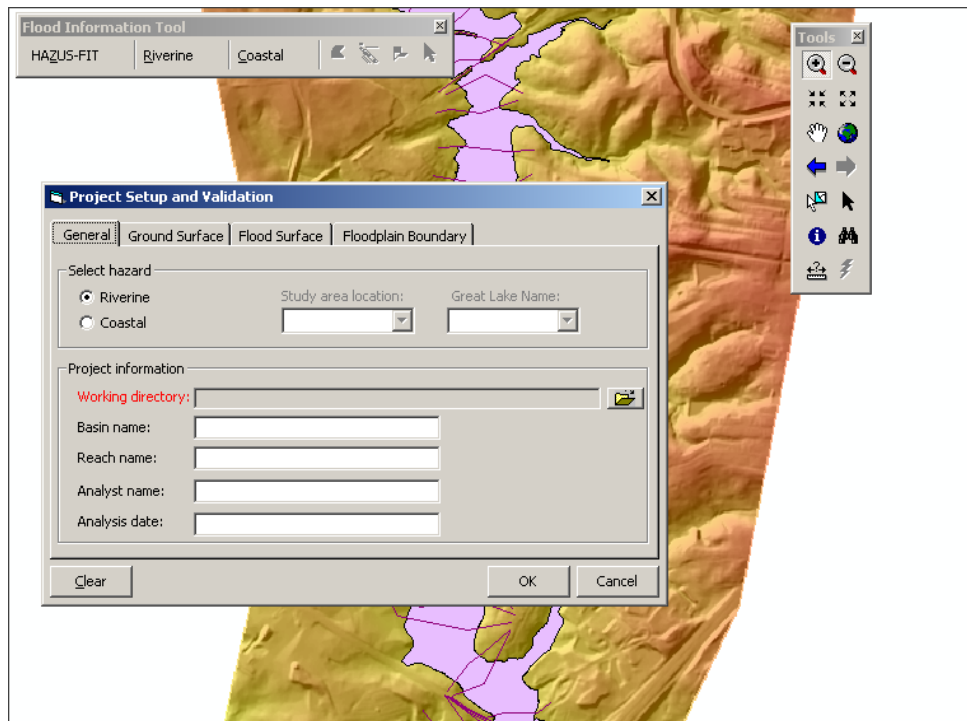 Flood Information Tool
HAZUS-FIT Riverine Coastal
Tools
Project Setup and Validation
General Ground Surface Flood Surface Floodplain Boundary
Select hazard
Riverine
Coastal
Study area location:
Great Lake Name:
Project information
Working directory:
Basin name:
Reach name:
Analyst name:
Analysis date:
Clear OK Cancel